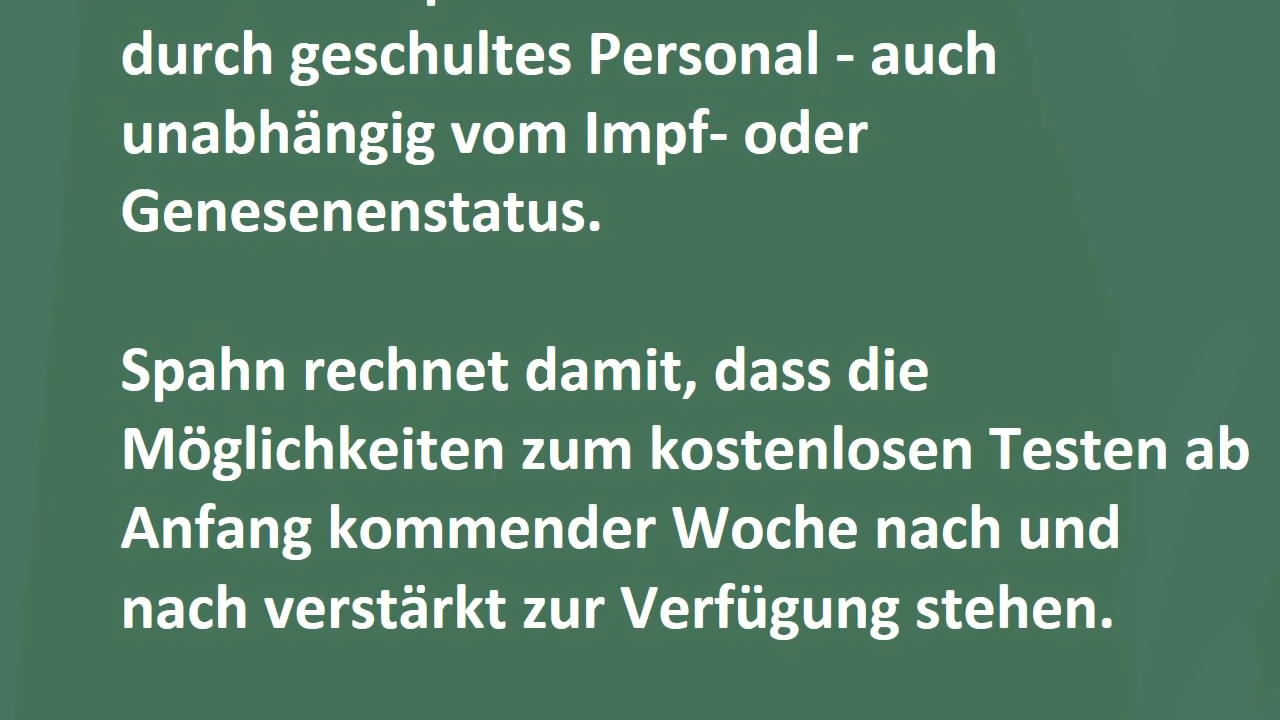 durch geschultes Personal - auch
unabhängig vom Impf- oder
Genesenenstatus.
Spahn rechnet damit, dass die
Möglichkeiten zum kostenlosen Testen ab
Anfang kommender Woche nach und
nach verstärkt zur Verfügung stehen.